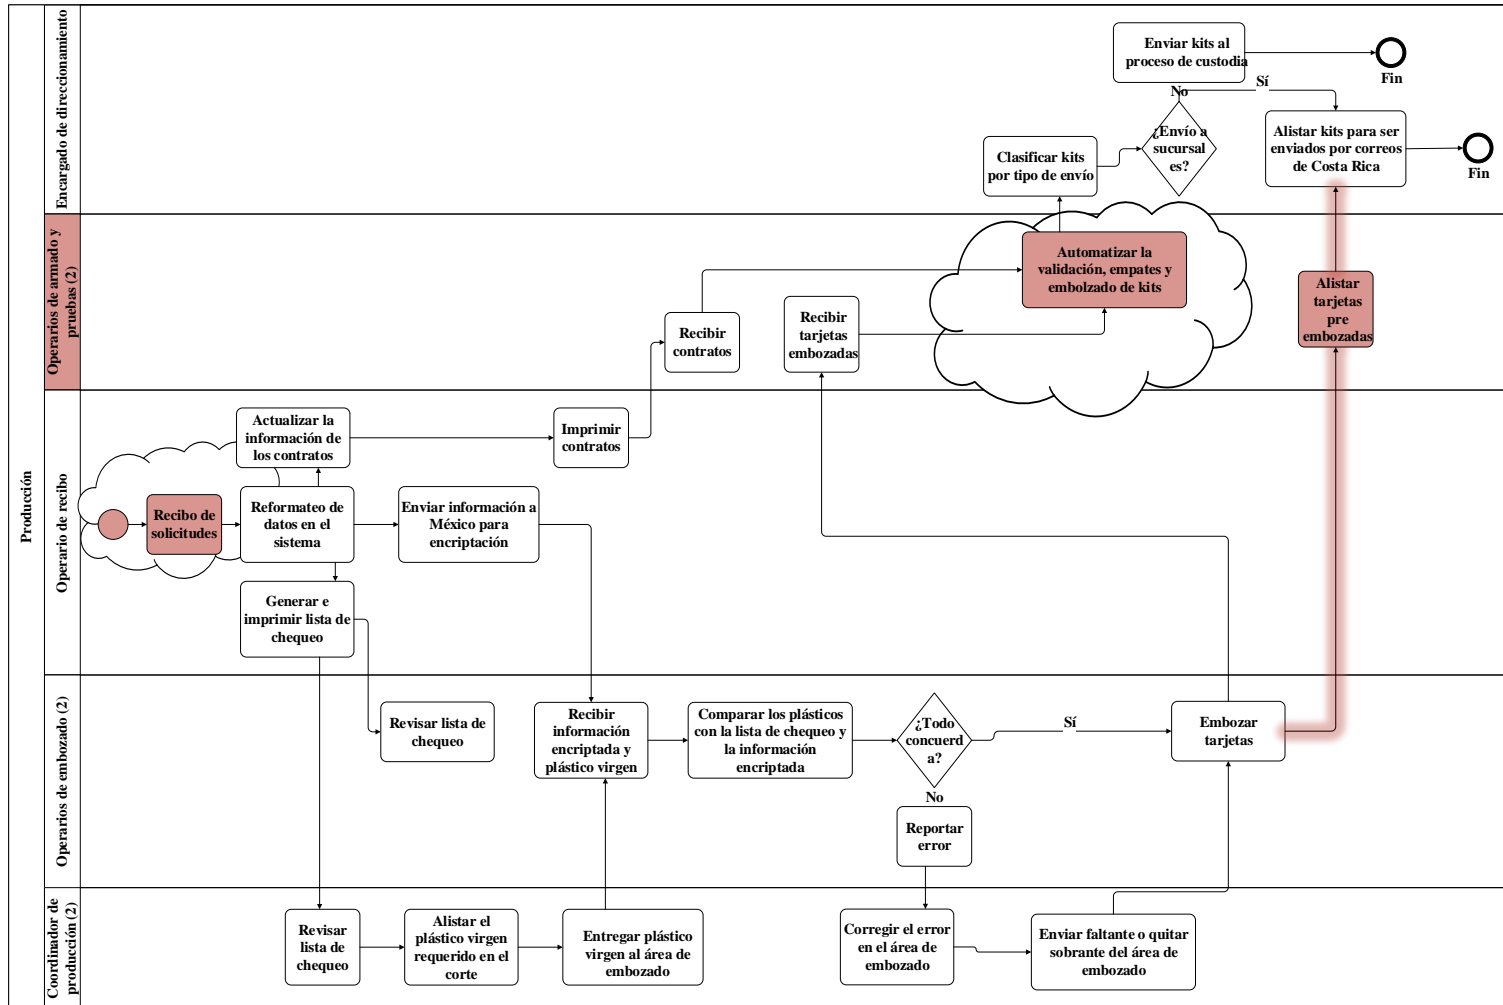 Producción
Encargado de direccionamiento
Enviar kits al
proceso de custodia
Fin
No
Sí
¿Envío a
sucursal
es?
Clasificar kits
por tipo de envío
Alistar kits para ser
enviados por correos
de Costa Rica
Fin
Operarios de armado y
pruebas (2)
Automatizar la
validación, empates y
embolzado de kits
Alistar
tarjetas
pre
embozadas
Recibir
contratos
Recibir
tarjetas
embozadas
Operario de recibo
Actualizar la
información de
los contratos
Imprimir
contratos
Recibo de
solicitudes
Reformateo de
datos en el
sistema
Enviar información a
México para
encriptación
Generar e
imprimir lista de
chequeo
Operarios de embozado (2)
Revisar lista de
chequeo
Recibir
información
encriptada y
plástico virgen
Comparar los plásticos
con la lista de chequeo y
la información
encriptada
¿Todo
concuerd
a?
Sí
No
Embozar
tarjetas
Reportar
error
Coordinador de
producción (2)
Revisar
lista de
chequeo
Alistar el
plástico virgen
requerido en el
corte
Entregar plástico
virgen al área de
embozado
Corregir el error
en el área de
embozado
Enviar faltante o quitar
sobrante del área de
embozado